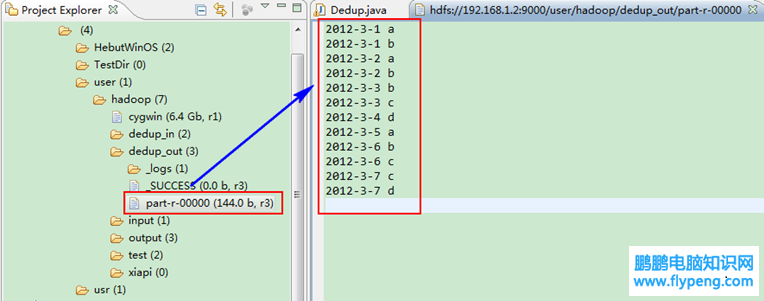 Project Explorer
(4)
HebutWinOS (2)
TestDir (0)
user (1)
hadoop (7)
cygwin (6.4 Gb, r1)
dedup_in (2)
dedup_out (3)
_logs (1)
_SUCCESS (0.0 b, r3)
part-r-00000 (144.0 b, r3)
input (1)
output (3)
test (2)
xiapi (0)
usr (1)
Dedup.java
hdfs://192.168.1.2:9000/user/hadoop/dedup_out/part-r-00000
2012-3-1 a
2012-3-1 b
2012-3-2 a
2012-3-2 b
2012-3-3 b
2012-3-3 c
2012-3-4 d
2012-3-5 a
2012-3-6 b
2012-3-6 c
2012-3-7 c
2012-3-7 d
鹏鹏电脑知识网
www.flypeng.com